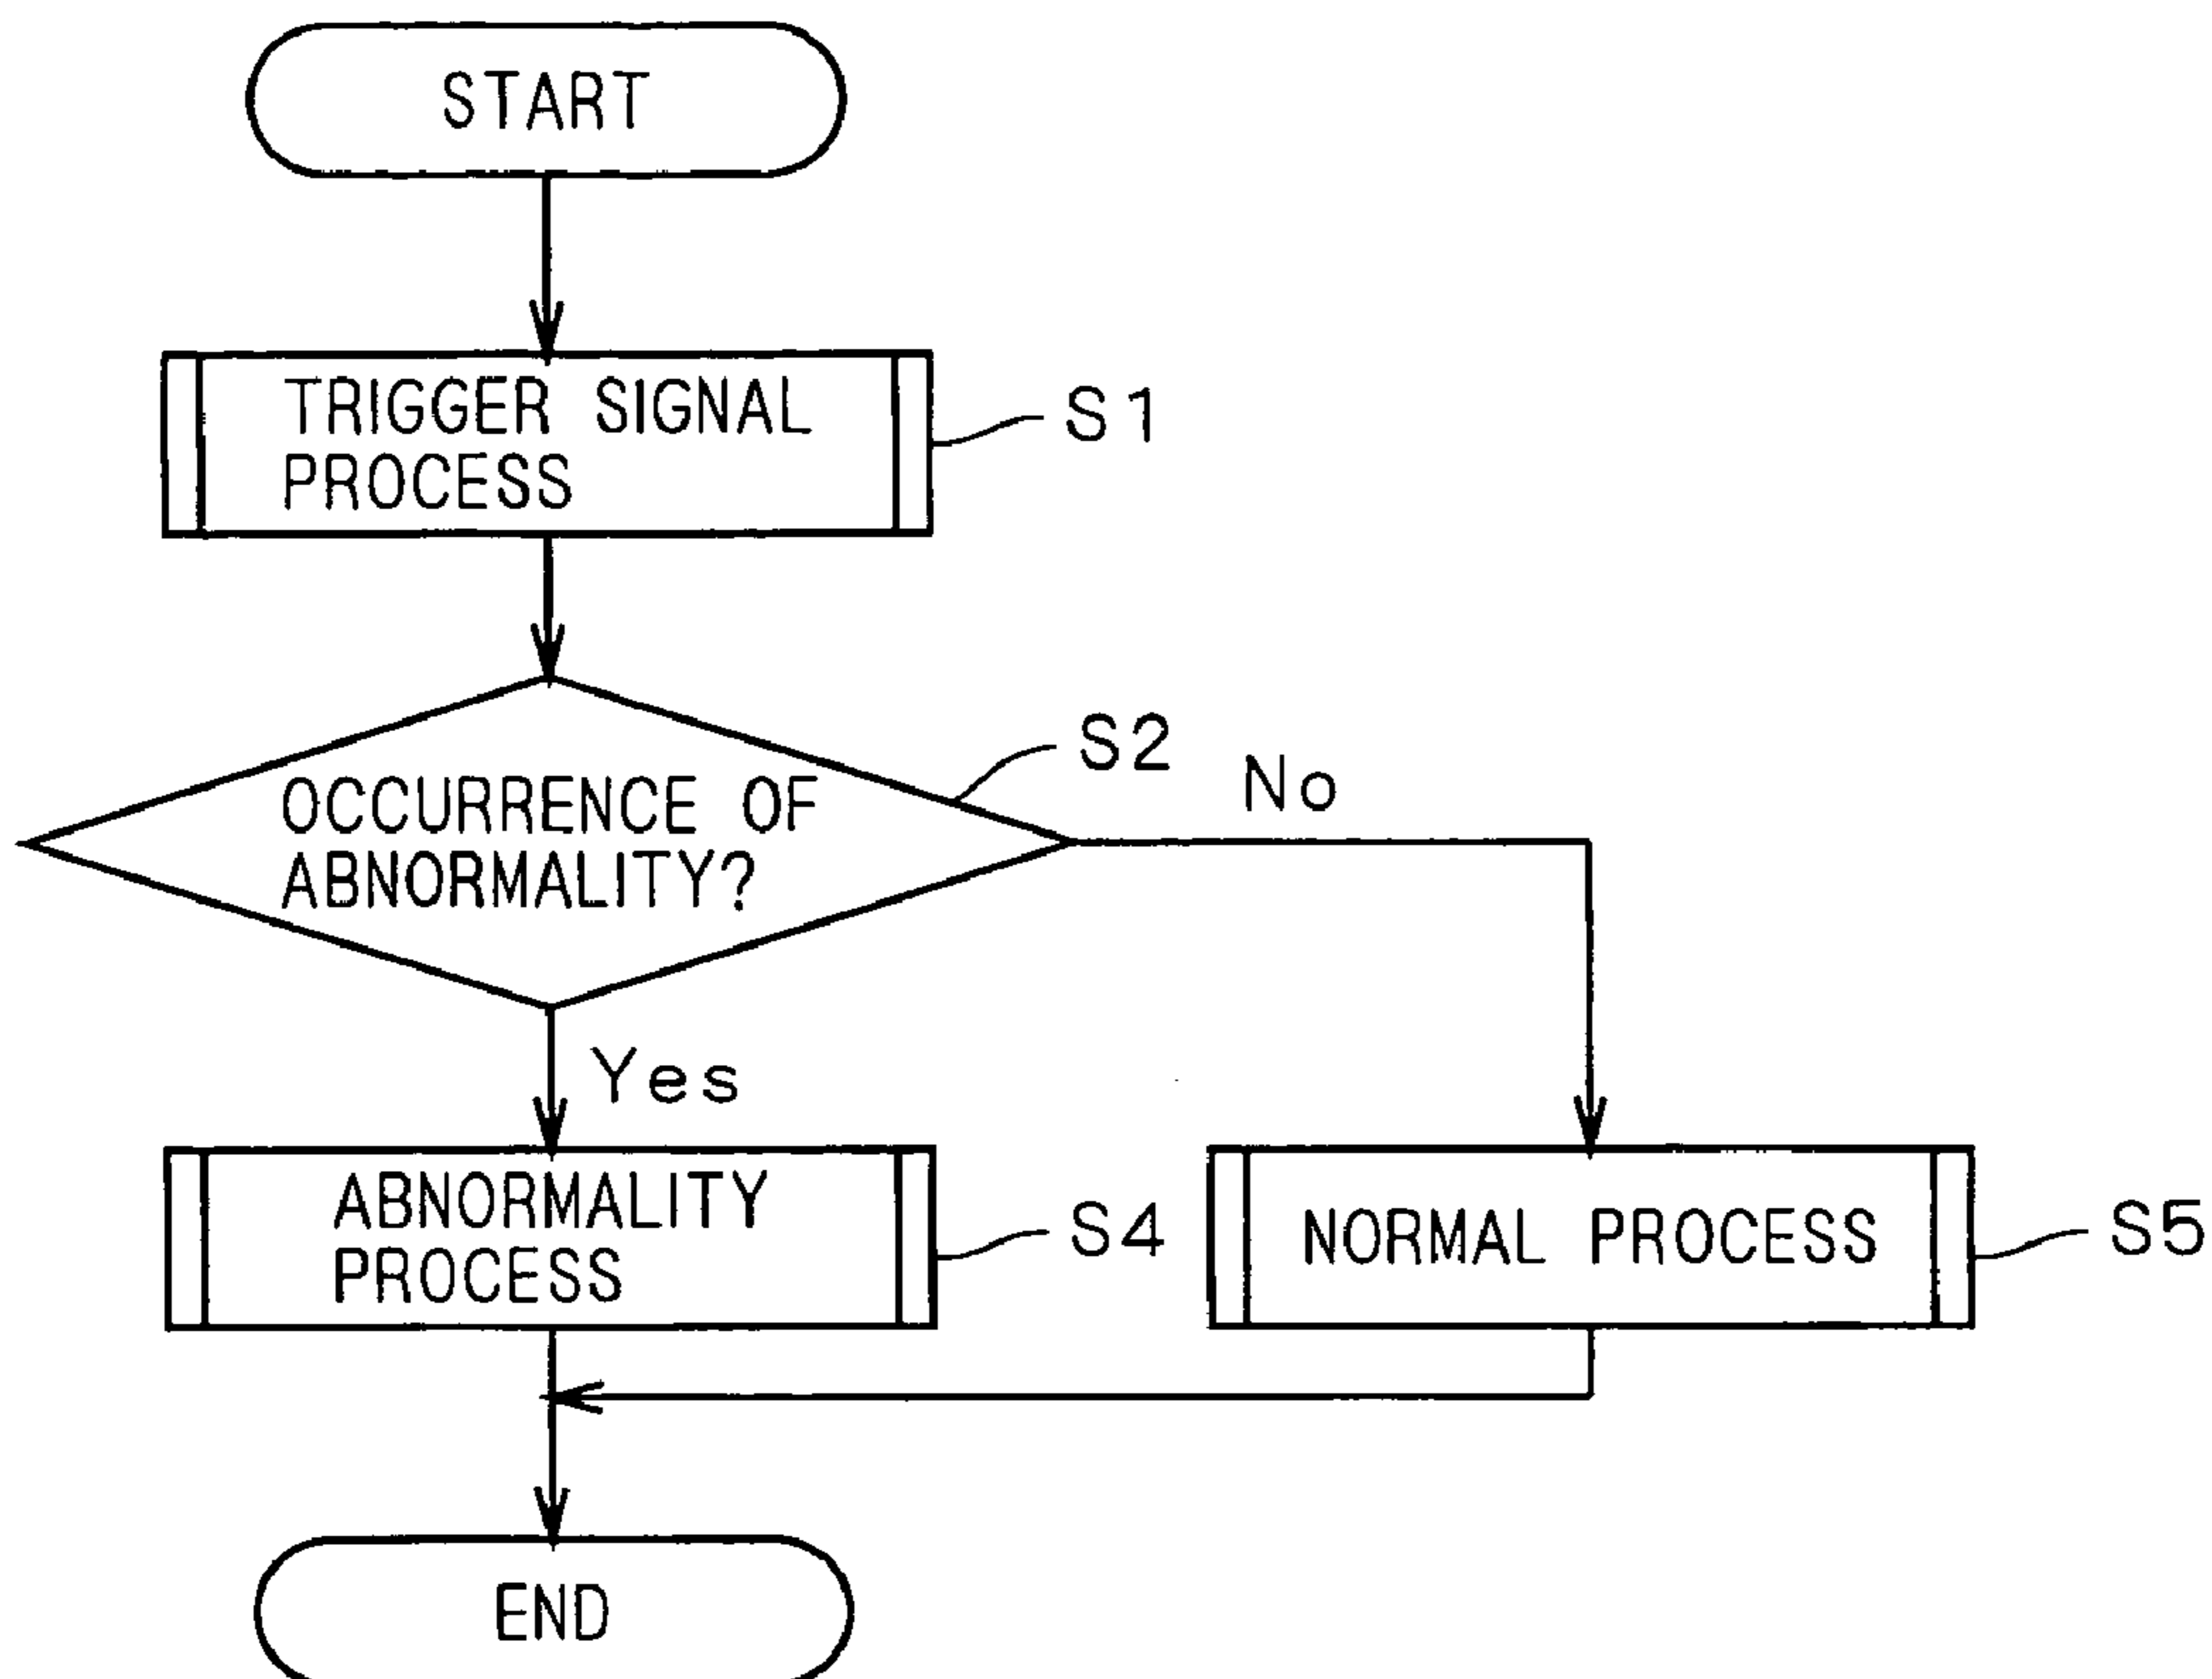 START
TRIGGER SIGNAL
PROCESS
S1
S2
OCCURRENCE OF
ABNORMALITY?
No
Yes
ABNORMALITY
PROCESS
S4
NORMAL PROCESS
S5
END